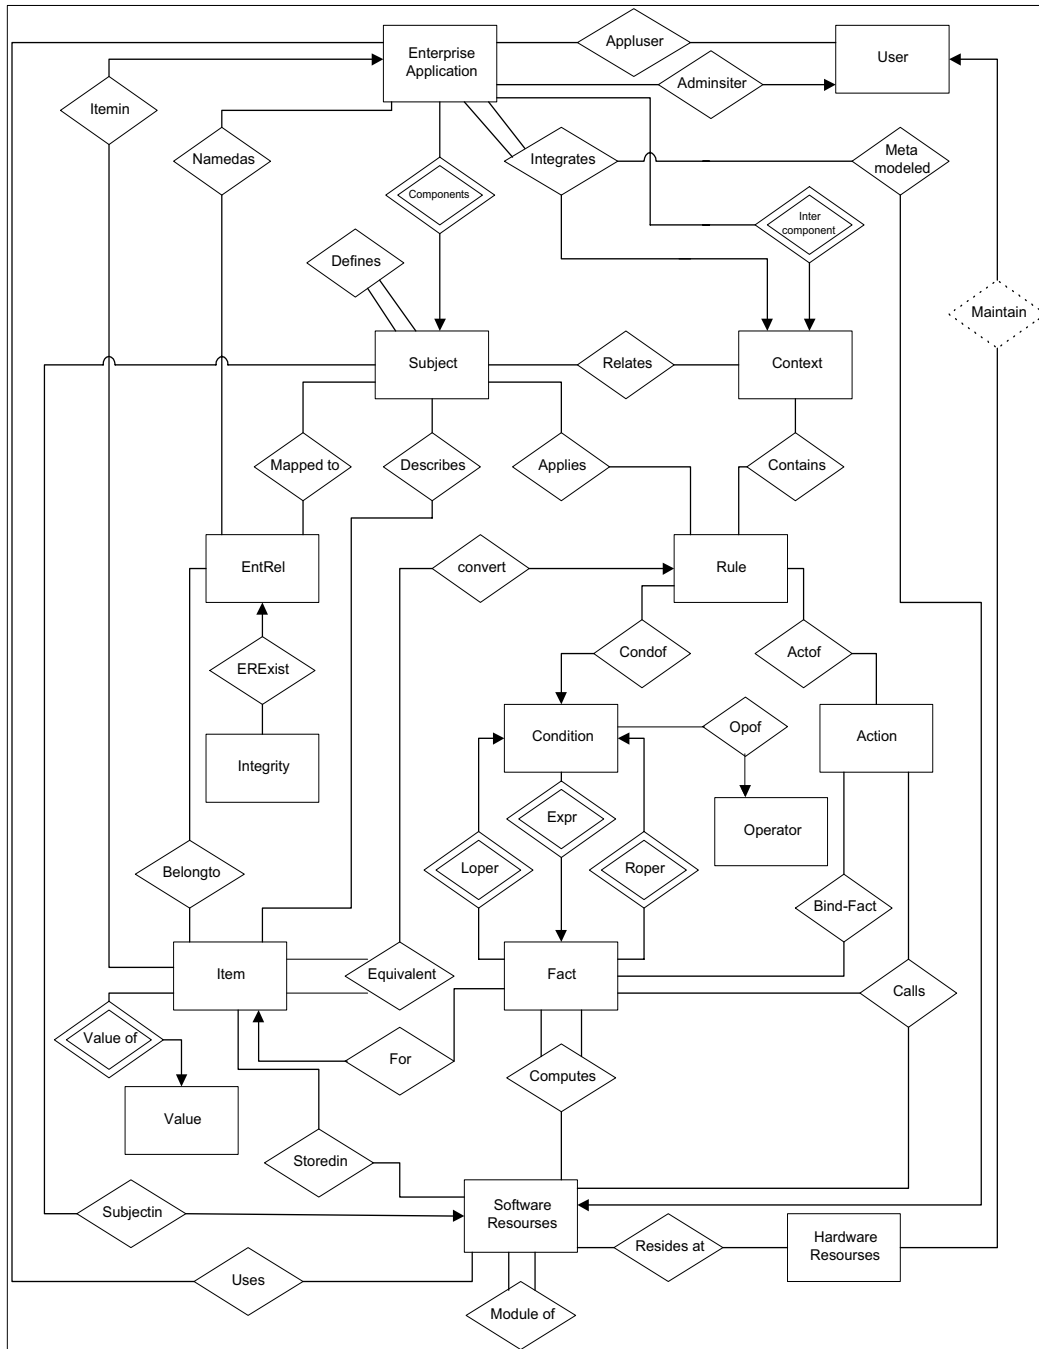 Enterprise
Application
Appluser
User
Adminsiter
Itemin
Namedas
Integrates
Meta
modeled
Components
Inter
component
Defines
Maintain
Subject
Relates
Context
Mapped to
Describes
Applies
Contains
EntRel
convert
Rule
ERExist
Condof
Actof
Integrity
Condition
Opof
Action
Expr
Operator
Belongto
Loper
Roper
Bind-Fact
Item
Equivalent
Fact
Calls
Value of
For
Computes
Value
Storedin
Subjectin
Software
Resourses
Resides at
Hardware
Resourses
Uses
Module of